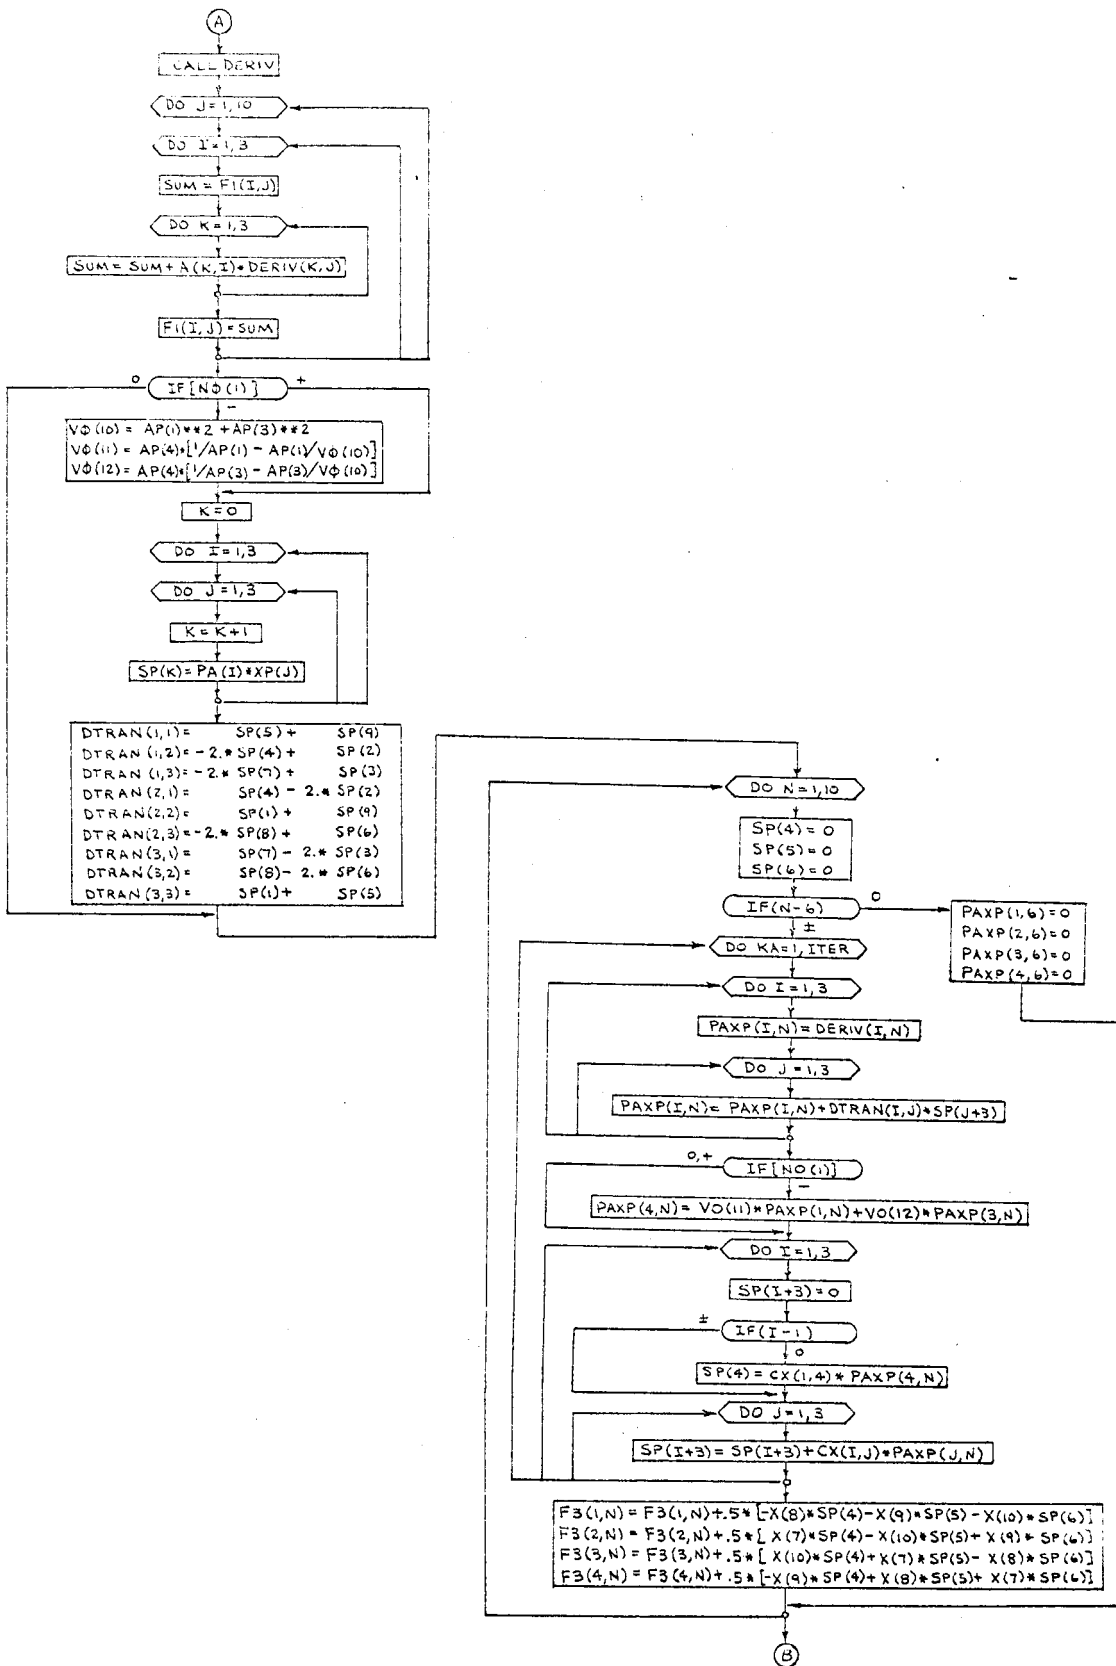 A
CALL DERIV
DO J=1,10
DO I=1,3
SUM = F1(I,J)
DO K=1,3
SUM = SUM + A(K,I)*DERIV(K,J)
F1(I,J)=SUM
0
IF[NΦ(1)]
+
-
VΦ(10) = AP(1)**2 + AP(3)**2
VΦ(11) = AP(4)*[1/AP(1) - AP(1)/VΦ(10)]
VΦ(12) = AP(4)*[1/AP(3) - AP(3)/VΦ(10)]
K=0
DO I=1,3
DO J=1,3
K=K+1
SP(K)=PA(I)*XP(J)
DTRAN(1,1)= SP(5)+ SP(9)
DTRAN(1,2)=-2.* SP(4)+ SP(2)
DTRAN(1,3)=-2.* SP(7)+ SP(3)
DTRAN(2,1)= SP(4) - 2.* SP(2)
DTRAN(2,2)= SP(1)+ SP(9)
DTRAN(2,3)=-2.* SP(8)+ SP(6)
DTRAN(3,1)= SP(7)- 2.* SP(3)
DTRAN(3,2)= SP(8)- 2.* SP(6)
DTRAN(3,3)= SP(1)+ SP(5)
DO N=1,10
SP(4)=0
SP(5)=0
SP(6)=0
IF(N-6)
0
±
PAXP(1,6)=0
PAXP(2,6)=0
PAXP(3,6)=0
PAXP(4,6)=0
DO KA=1,ITER
DO I=1,3
PAXP(I,N)=DERIV(I,N)
DO J=1,3
PAXP(I,N)= PAXP(I,N)+DTRAN(I,J)*SP(J+3)
0,+
IF[NO(1)]
-
PAXP(4,N)= VO(11)*PAXP(1,N)+VO(12)*PAXP(3,N)
DO I=1,3
SP(I+3)=0
±
IF(I-1)
0
SP(4)=CX(1,4)*PAXP(4,N)
DO J=1,3
SP(I+3)=SP(I+3)+CX(I,J)*PAXP(J,N)
F3(1,N)=F3(1,N)+.5*[-X(8)*SP(4)-X(9)*SP(5)-X(10)*SP(6)]
F3(2,N)=F3(2,N)+.5*[X(7)*SP(4)-X(10)*SP(5)+X(9)*SP(6)]
F3(3,N)=F3(3,N)+.5*[X(10)*SP(4)+X(7)*SP(5)-X(8)*SP(6)]
F3(4,N)=F3(4,N)+.5*[-X(9)*SP(4)+X(8)*SP(5)+X(7)*SP(6)]
B